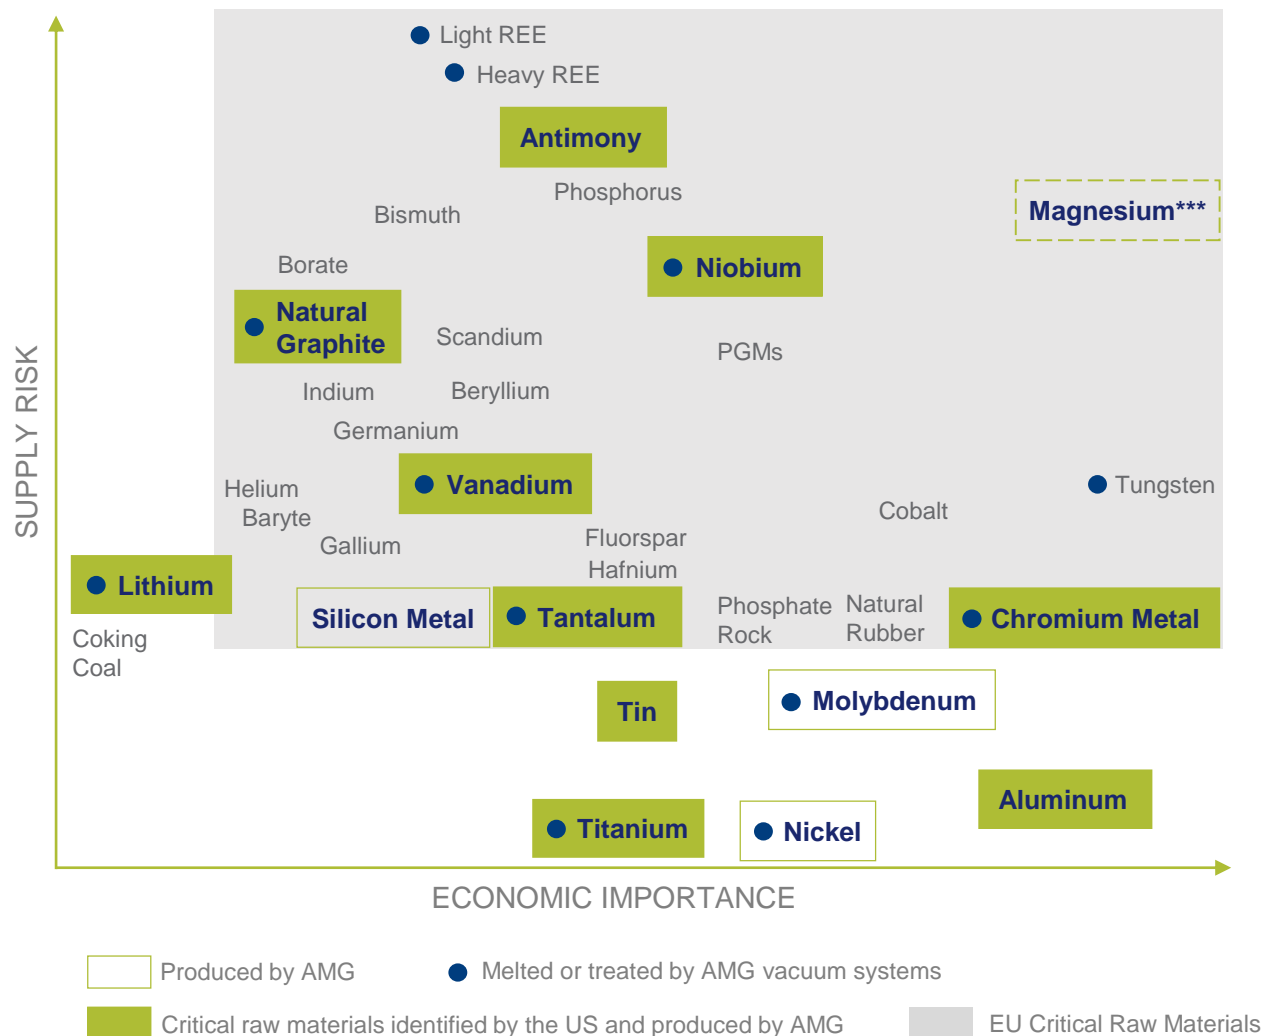 Light REE
Heavy REE
Antimony
Phosphorus
Magnesium***
Bismuth
Niobium
Borate
Natural
Graphite
Scandium
PGMs
Indium
Beryllium
Germanium
Vanadium
Tungsten
Helium
Baryte
Cobalt
Gallium
Fluorspar
Hafnium
Lithium
Silicon Metal
Tantalum
Phosphate
Rock
Natural
Rubber
Chromium Metal
Coking
Coal
Tin
Molybdenum
Aluminum
Titanium
Nickel
SUPPLY RISK
ECONOMIC IMPORTANCE
Produced by AMG
Melted or treated by AMG vacuum systems
Critical raw materials identified by the US and produced by AMG
EU Critical Raw Materials